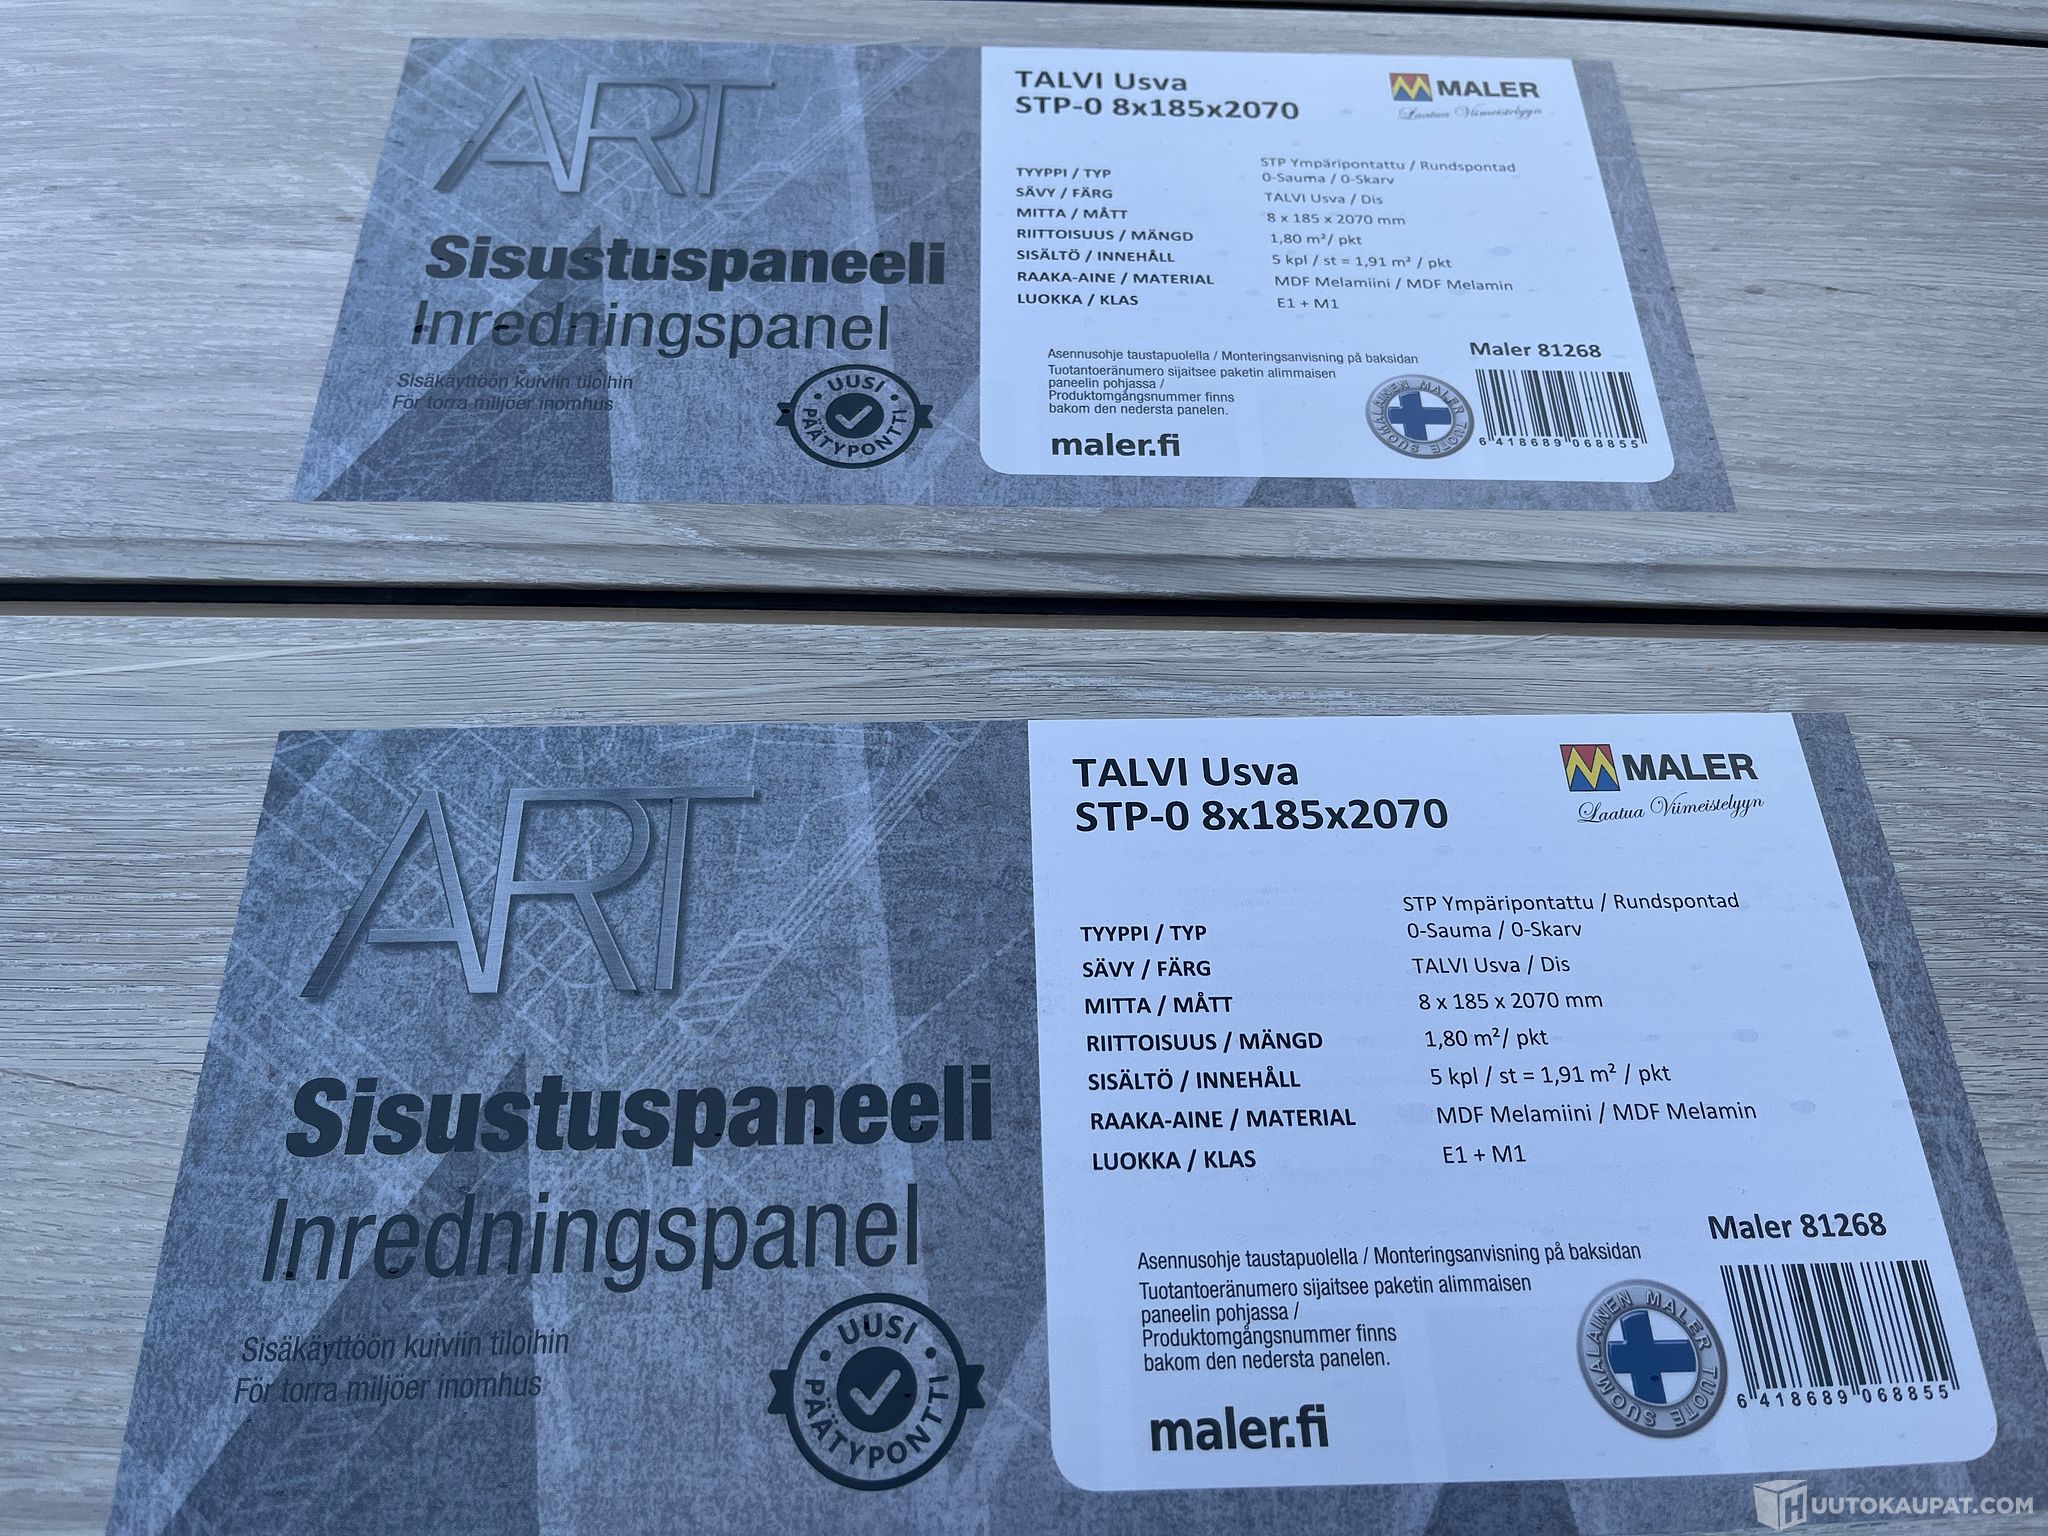 ART
Sisustuspaneeli
Inredningspanel
Sisäkäyttöön kuiviin tiloihin
För torra miljöer inomhus
UUSI
PÄÄTYPONTTI
TALVI Usva
STP-0 8x185x2070
MALER
Laatua Viimeistelyyn
TYYPPI / TYP STP Ympäripontattu / Rundspontad
0-Sauma / 0-Skarv
SÄVY / FÄRG TALVI Usva / Dis
MITTA / MÅTT 8 x 185 x 2070 mm
RIITTOISUUS / MÄNGD 1,80 m²/ pkt
SISÄLTÖ / INNEHÅLL 5 kpl / st = 1,91 m² / pkt
RAAKA-AINE / MATERIAL MDF Melamiini / MDF Melamin
LUOKKA / KLAS E1 + M1
Maler 81268
Asennusohje taustapuolella / Monteringsanvisning på baksidan
Tuotantoeränumero sijaitsee paketin alimmaisen
paneelin pohjassa /
Produktomgångsnummer finns
bakom den nedersta panelen.
maler.fi
SUOMALAINEN MALER TUOTE
6 418689 068855
ART
Sisustuspaneeli
Inredningspanel
Sisäkäyttöön kuiviin tiloihin
För torra miljöer inomhus
UUSI
PÄÄTYPONTTI
TALVI Usva
STP-0 8x185x2070
MALER
Laatua Viimeistelyyn
TYYPPI / TYP STP Ympäripontattu / Rundspontad
0-Sauma / 0-Skarv
SÄVY / FÄRG TALVI Usva / Dis
MITTA / MÅTT 8 x 185 x 2070 mm
RIITTOISUUS / MÄNGD 1,80 m²/ pkt
SISÄLTÖ / INNEHÅLL 5 kpl / st = 1,91 m² / pkt
RAAKA-AINE / MATERIAL MDF Melamiini / MDF Melamin
LUOKKA / KLAS E1 + M1
Maler 81268
Asennusohje taustapuolella / Monteringsanvisning på baksidan
Tuotantoeränumero sijaitsee paketin alimmaisen
paneelin pohjassa /
Produktomgångsnummer finns
bakom den nedersta panelen.
maler.fi
SUOMALAINEN MALER TUOTE
6 418689 068855
HUUTOKAUPAT.COM